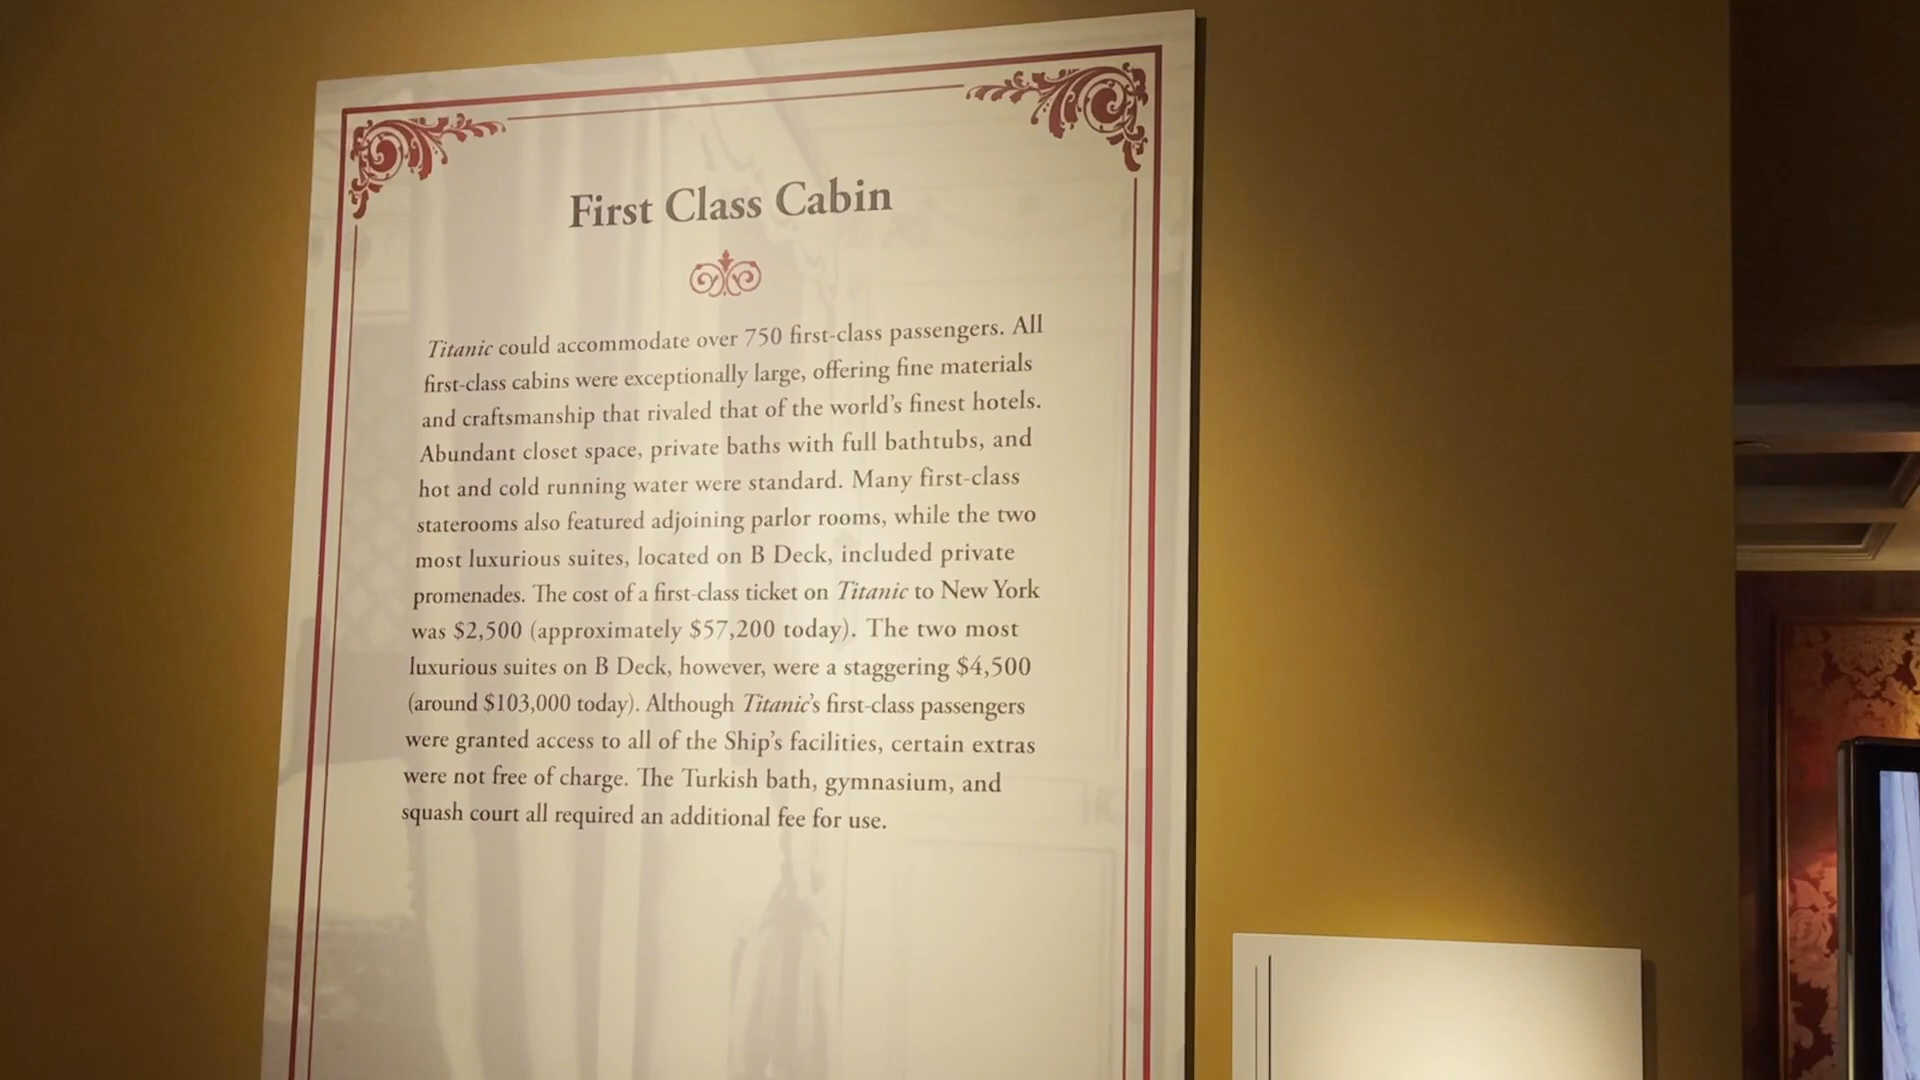 First Class Cabin
Titanic could accommodate over 750 first-class passengers. All
first-class cabins were exceptionally large, offering fine materials
and craftsmanship that rivaled that of the world's finest hotels.
Abundant closet space, private baths with full bathtubs, and
hot and cold running water were standard. Many first-class
staterooms also featured adjoining parlor rooms, while the two
most luxurious suites, located on B Deck, included private
promenades. The cost of a first-class ticket on Titanic to New York
was $2,500 (approximately $57,200 today). The two most
luxurious suites on B Deck, however, were a staggering $4,500
(around $103,000 today). Although Titanic's first-class passengers
were granted access to all of the Ship's facilities, certain extras
were not free of charge. The Turkish bath, gymnasium, and
squash court all required an additional fee for use.